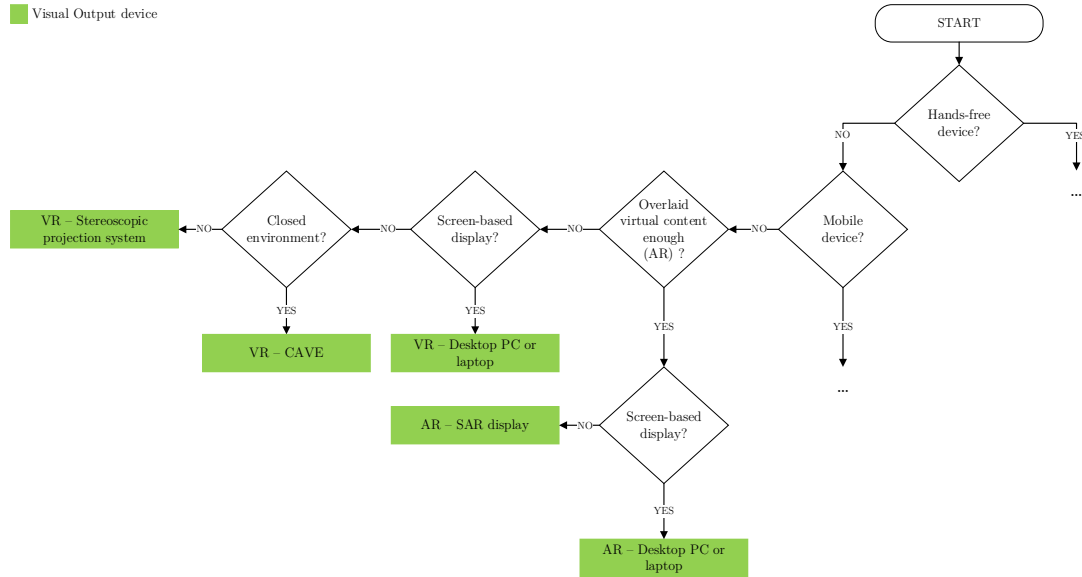 Visual Output device
START
Hands-free
device?
NO
YES
...
Overlaid
virtual content
enough
(AR) ?
Closed
environment?
Screen-based
display?
Mobile
device?
VR – Stereoscopic
projection system
NO
NO
NO
NO
YES
YES
YES
YES
VR – CAVE
VR – Desktop PC or
laptop
...
AR – SAR display
NO
Screen-based
display?
YES
AR – Desktop PC or
laptop